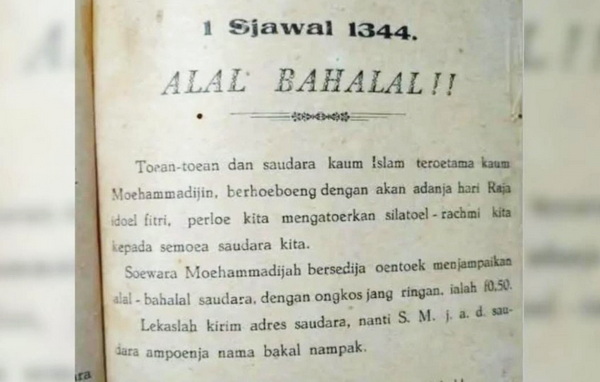 1 Sjawal 1344.
ALAL BAHALAL!!
Toean-toean dan saudara kaum Islam teroetama kaum
Moehammadijin, berhoeboeng dengan akan adanja hari Raja
idoel fitri, perloe kita mengatoerkan silatoel-rachmi kita
kepada semoea saudara kita.
Soewara Moehammadijah bersedija oentoek menjampaikan
alal-bahalal saudara, dengan ongkos jang ringan, ialah f0,50.
Lekaslah kirim adres saudara, nanti S. M. j. a. d. sau-
dara ampoenja nama bakal nampak.